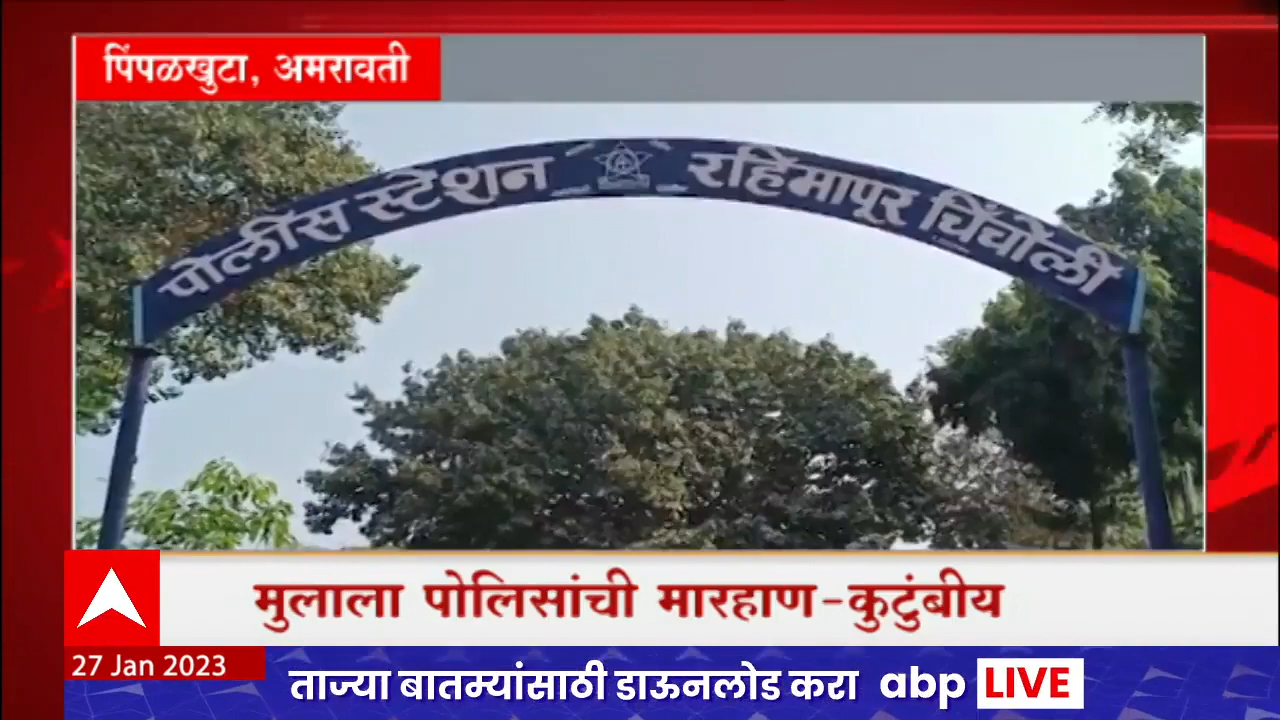 पिंपळखुटा, अमरावती
पोलीस स्टेशन रहिमापूर चिंचोली
मुलाला पोलिसांची मारहाण-कुटुंबीय
27 Jan 2023
ताज्या बातम्यांसाठी डाऊनलोड करा abp LIVE